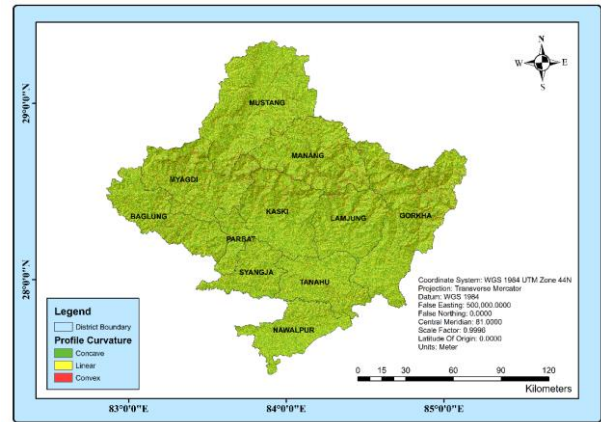 N
W E
S
29°0'0"N
28°0'0"N
MUSTANG
MANANG
MYAGDI
BAGLUNG
KASKI
LAMJUNG
GORKHA
PARBAT
SYANGJA
TANAHU
NAWALPUR
Coordinate System: WGS 1984 UTM Zone 44N
Projection: Transverse Mercator
Datum: WGS 1984
False Easting: 500,000.0000
False Northing: 0.0000
Central Meridian: 81.0000
Scale Factor: 0.9996
Latitude Of Origin: 0.0000
Units: Meter
Legend
District Boundary
Profile Curvature
Concave
Linear
Convex
0 15 30 60 90 120
Kilometers
83°0'0"E 84°0'0"E 85°0'0"E